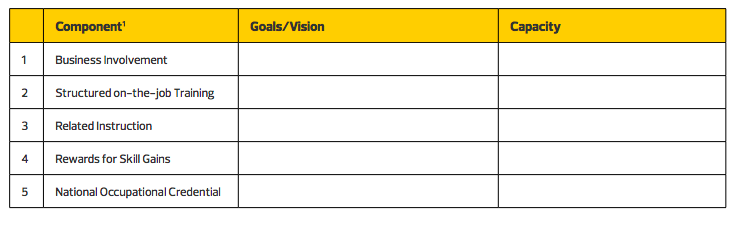 Component¹ Goals/Vision Capacity
1 Business Involvement
2 Structured on-the-job Training
3 Related Instruction
4 Rewards for Skill Gains
5 National Occupational Credential